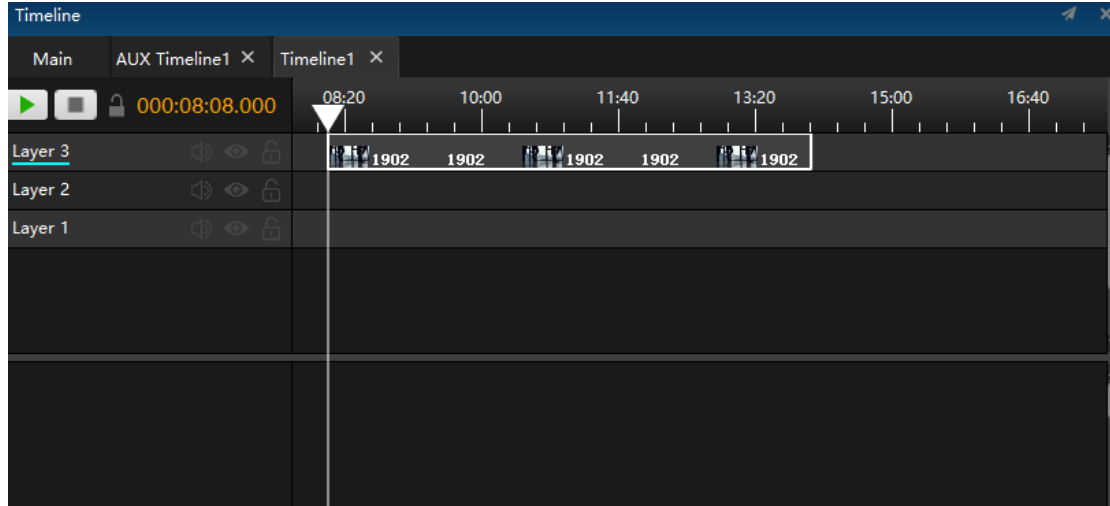 Timeline
Main AUX Timeline1 Timeline1
000:08:08.000 08:20 10:00 11:40 13:20 15:00 16:40
Layer 3 1902 1902 1902 1902 1902
Layer 2
Layer 1